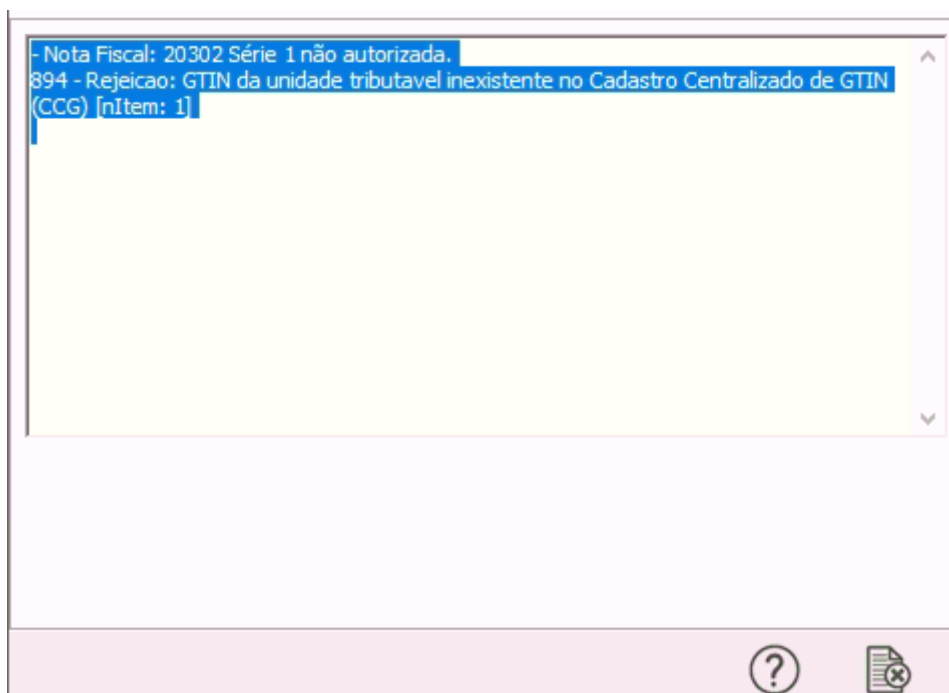 - Nota Fiscal: 20302 Série 1 não autorizada.
894 - Rejeicao: GTIN da unidade tributavel inexistente no Cadastro Centralizado de GTIN
(CCG) [nItem: 1]
?